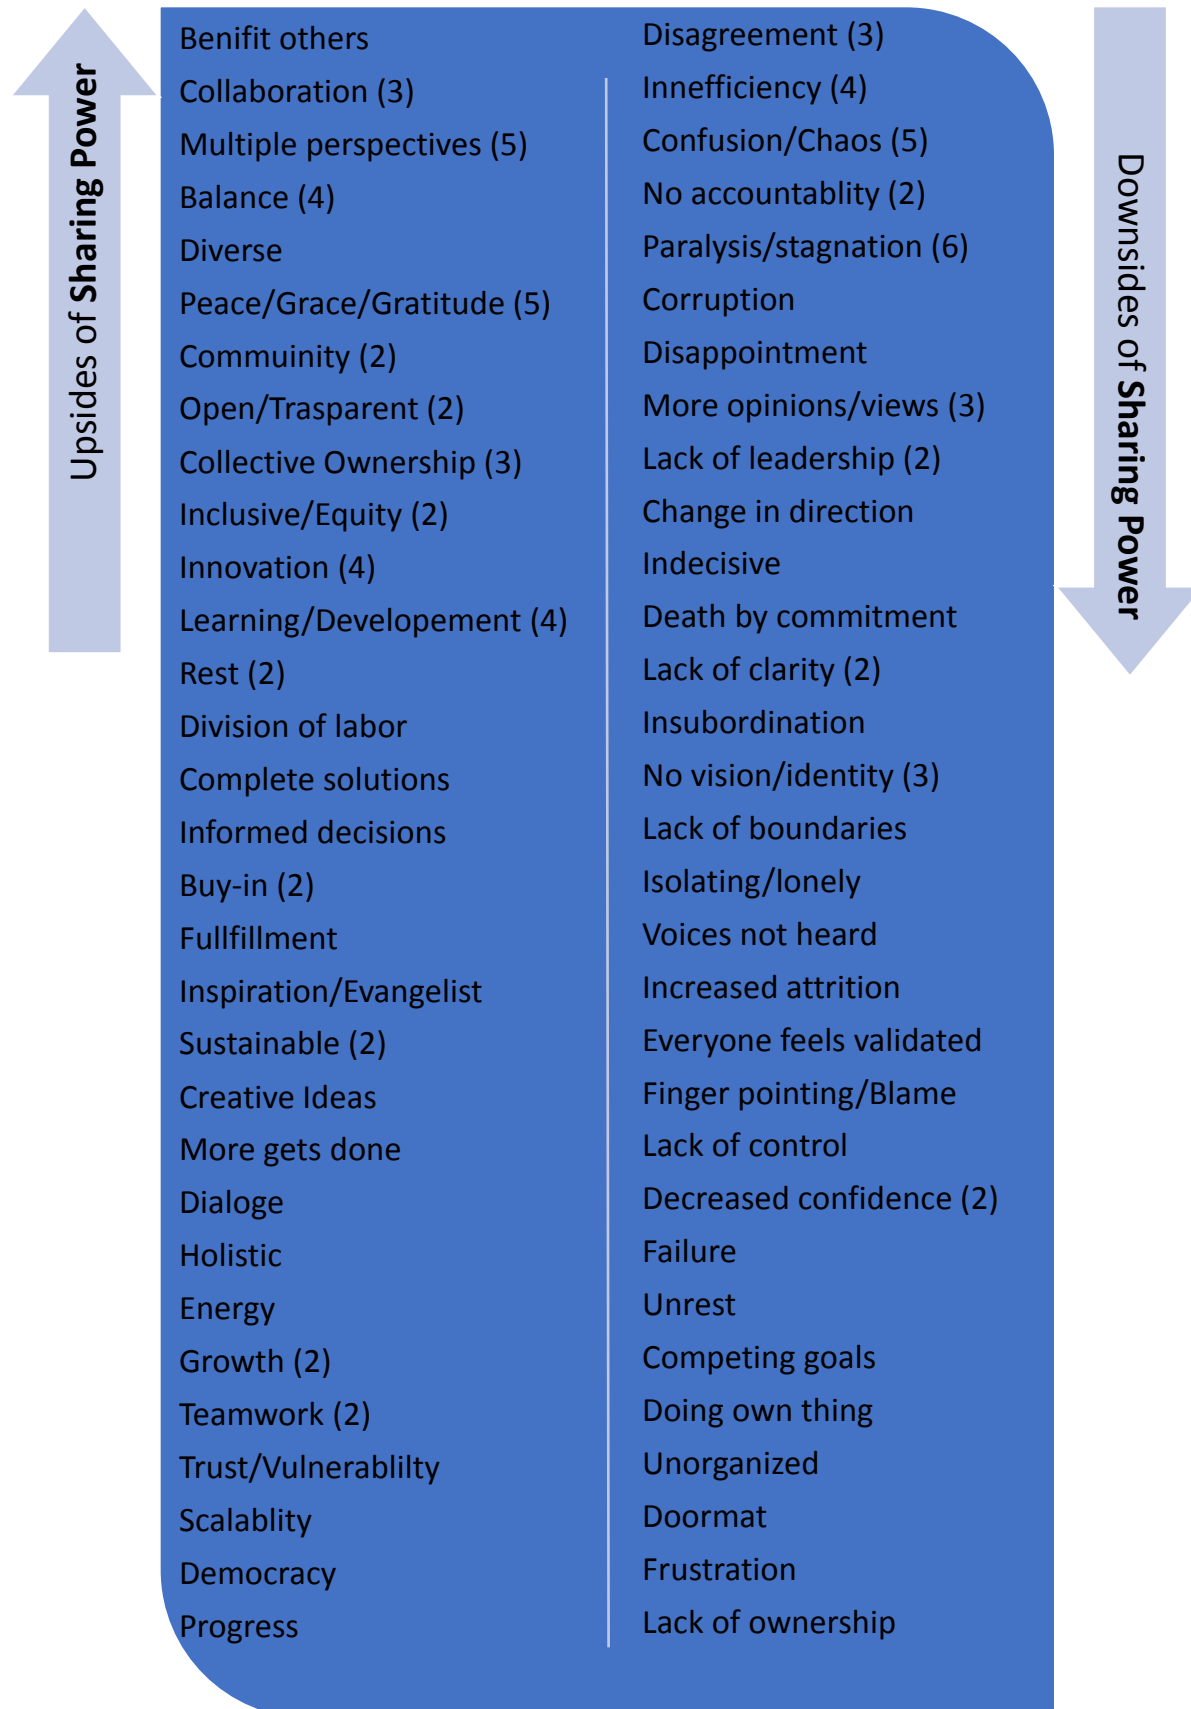 Upsides of Sharing Power
Benifit others
Collaboration (3)
Multiple perspectives (5)
Balance (4)
Diverse
Peace/Grace/Gratitude (5)
Commuinity (2)
Open/Trasparent (2)
Collective Ownership (3)
Inclusive/Equity (2)
Innovation (4)
Learning/Developement (4)
Rest (2)
Division of labor
Complete solutions
Informed decisions
Buy-in (2)
Fullfillment
Inspiration/Evangelist
Sustainable (2)
Creative Ideas
More gets done
Dialoge
Holistic
Energy
Growth (2)
Teamwork (2)
Trust/Vulnerablilty
Scalablity
Democracy
Progress
Disagreement (3)
Innefficiency (4)
Confusion/Chaos (5)
No accountablity (2)
Paralysis/stagnation (6)
Corruption
Disappointment
More opinions/views (3)
Lack of leadership (2)
Change in direction
Indecisive
Death by commitment
Lack of clarity (2)
Insubordination
No vision/identity (3)
Lack of boundaries
Isolating/lonely
Voices not heard
Increased attrition
Everyone feels validated
Finger pointing/Blame
Lack of control
Decreased confidence (2)
Failure
Unrest
Competing goals
Doing own thing
Unorganized
Doormat
Frustration
Lack of ownership
Downsides of Sharing Power